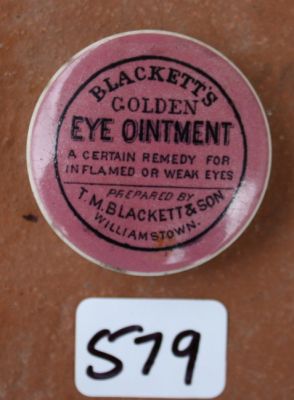 BLACKETT'S
GOLDEN
EYE OINTMENT
A CERTAIN REMEDY FOR
INFLAMED OR WEAK EYES
PREPARED BY
T.M.BLACKETT & SON
WILLIAMSTOWN.
579